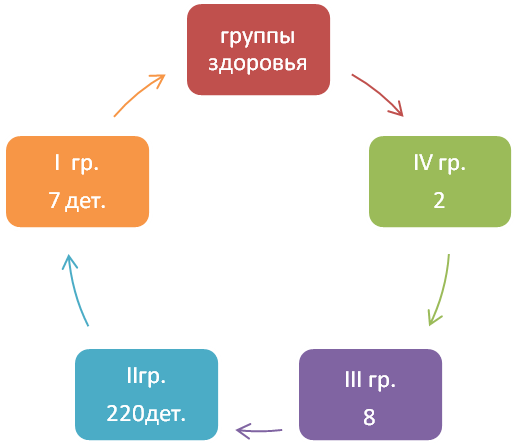 группы
здоровья
IV гр.
2
III гр.
8
IIгр.
220дет.
I гр.
7 дет.